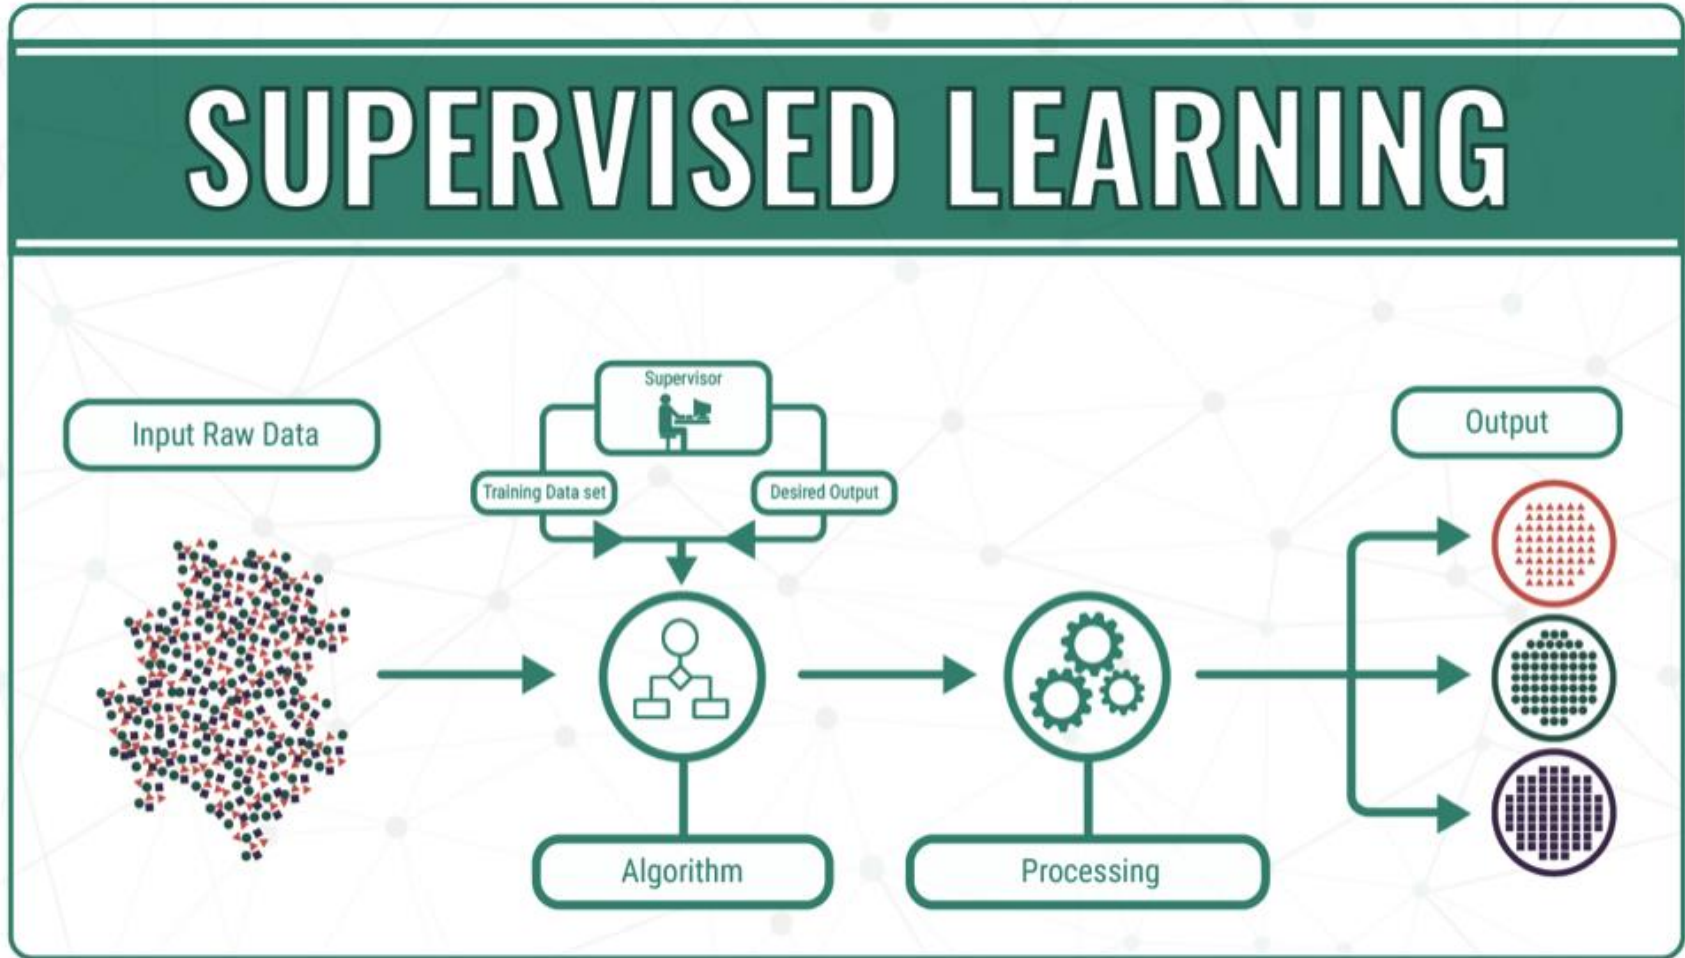 SUPERVISED LEARNING
Supervisor
Input Raw Data
Output
Training Data set
Desired Output
Algorithm
Processing